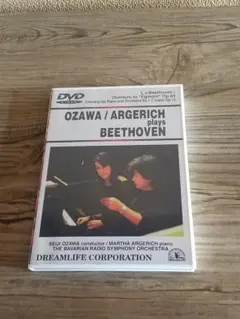 DVD
L.v.Beethoven:
Overture to "Egmont" Op.84
Concerto for Piano and Orchestra No.1 C major Op.15
OZAWA / ARGERICH
plays
BEETHOVEN
SEIJI OZAWA conductor / MARTHA ARGERICH piano
THE BAVARIAN RADIO SYMPHONY ORCHESTRA
DREAMLIFE CORPORATION